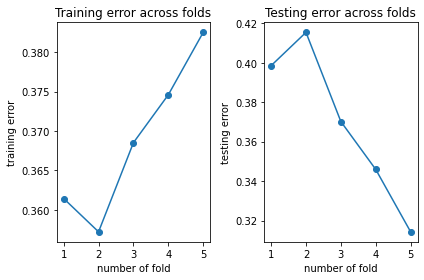 Training error across folds
training error
0.380
0.375
0.370
0.365
0.360
1 2 3 4 5
number of fold
Testing error across folds
testing error
0.42
0.40
0.38
0.36
0.34
0.32
1 2 3 4 5
number of fold